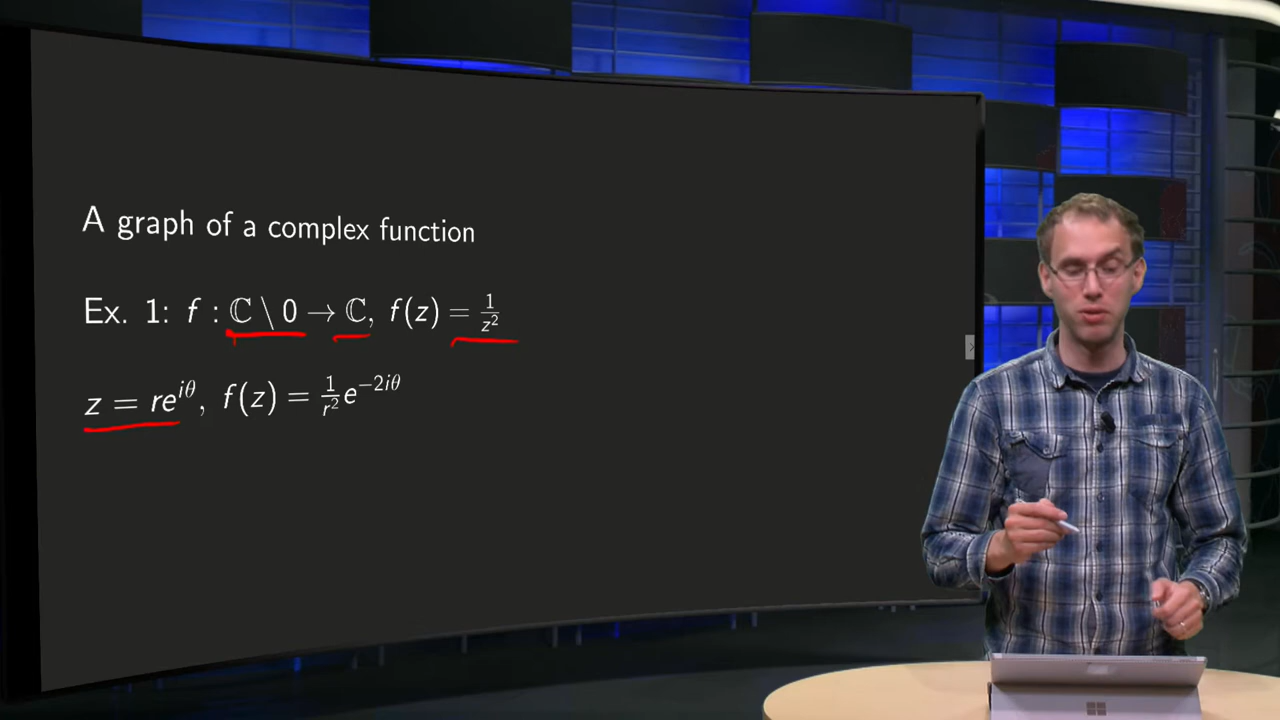 A graph of a complex function
Ex. 1: f : ℂ \ 0 → ℂ, f(z) = 1/z²
z = re^{iθ}, f(z) = 1/r² e^{−2iθ}